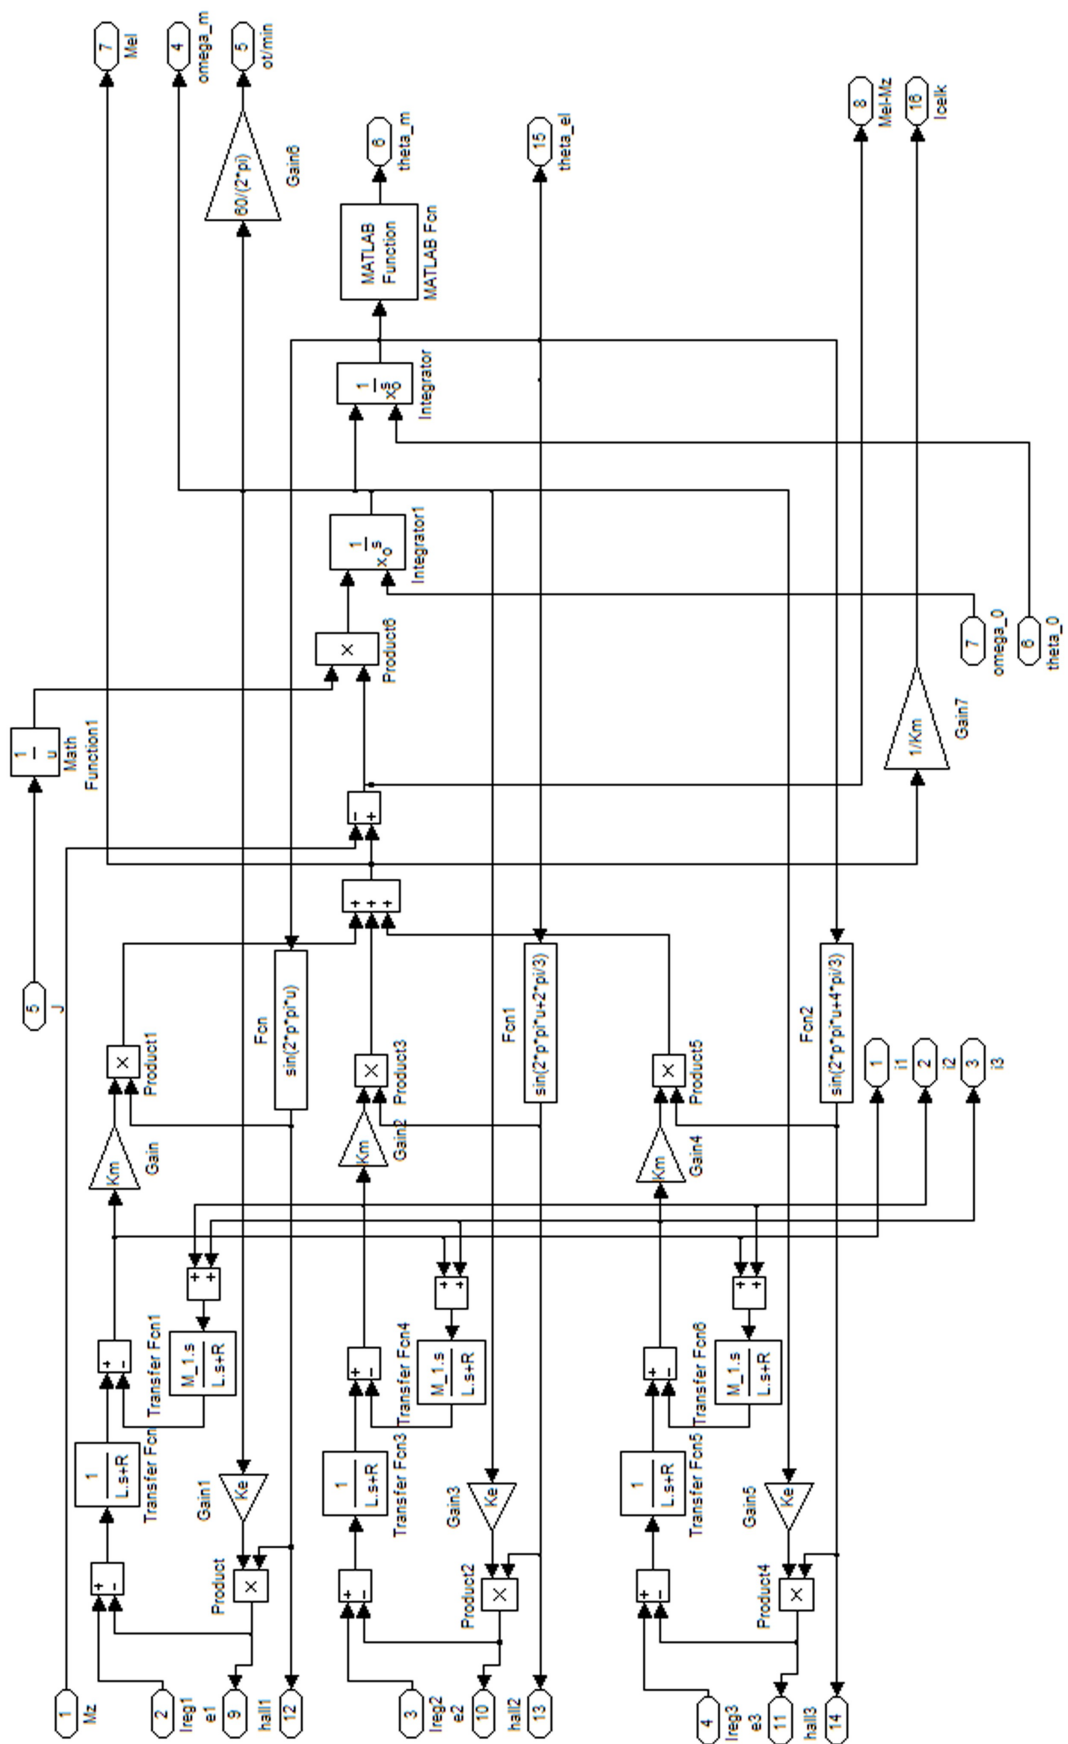 7
Mel
4
omega_m
5
ot/min
60/(2*pi)
Gain6
6
theta_m
MATLAB
Function
MATLAB Fcn
15
theta_el
8
Mel-Mz
16
Icelk
1
s
xo
Integrator
1
s
xo
Integrator1
×
Product6
1
u
Math
Function1
7
omega_0
6
theta_0
1/Km
Gain7
-
+
+
+
+
5
J
×
Product1
Km
Gain
Fcn
sin(2*p*pi*u)
×
Product3
Km
Gain2
Fcn1
sin(2*p*pi*u+2*pi/3)
×
Product5
Km
Gain4
Fcn2
sin(2*p*pi*u+4*pi/3)
1
i1
2
i2
3
i3
+
-
+
+
1
L.s+R
Transfer Fcn
M_1.s
L.s+R
Transfer Fcn1
+
-
+
+
1
L.s+R
Transfer Fcn3
M_1.s
L.s+R
Transfer Fcn4
+
-
+
+
1
L.s+R
Transfer Fcn5
M_1.s
L.s+R
Transfer Fcn6
+
-
Gain1
Ke
Product
×
+
-
Gain3
Ke
Product2
×
+
-
Gain5
Ke
Product4
×
1
Mz
2
Ireg1
e1
9
hall1
12
3
Ireg2
e2
10
hall2
13
4
Ireg3
e3
11
hall3
14